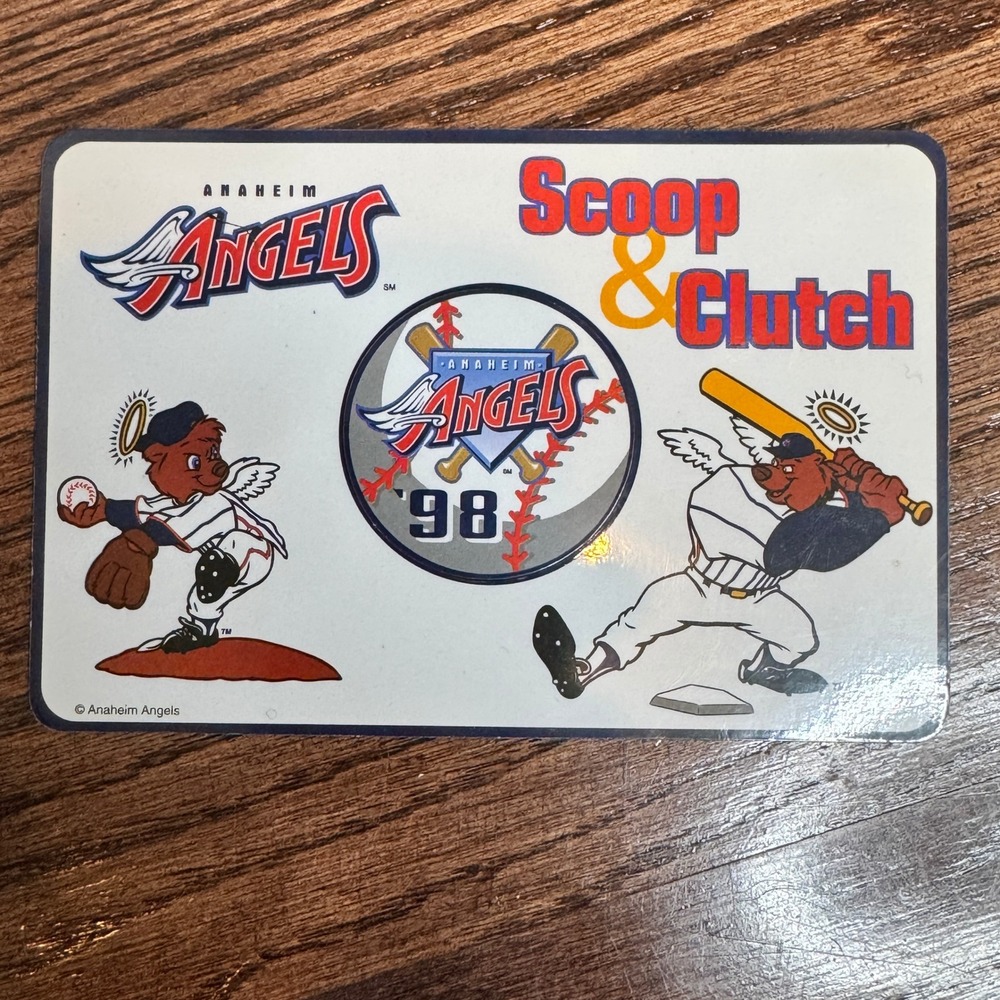 ANAHEIM
ANGELS
SM
Scoop
&
Clutch
·ANAHEIM·
ANGELS
SM
'98
TM
© Anaheim Angels